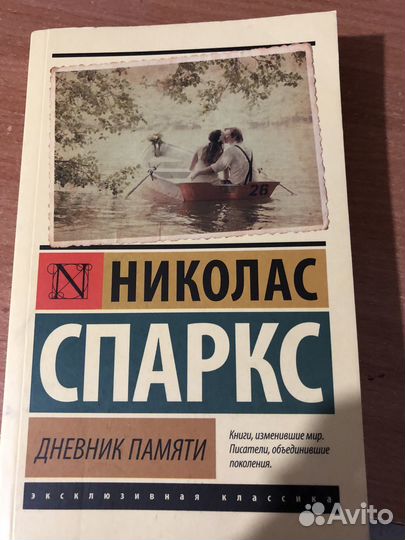 26
N
НИКОЛАС
СПАРКС
ДНЕВНИК ПАМЯТИ
Книги, изменившие мир.
Писатели, объединившие
поколения.
эксклюзивная классика
Avito